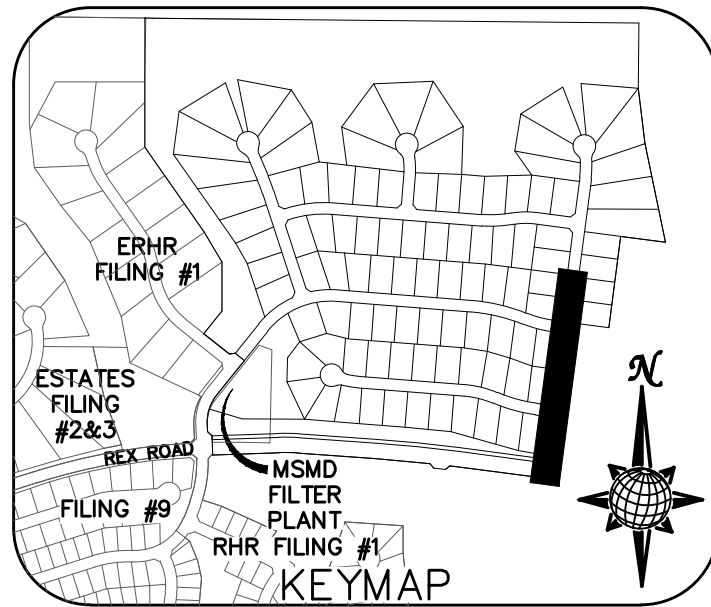 N
ERHR
FILING #1
ESTATES
FILING
#2&3
REX ROAD
FILING #9
MSMD
FILTER
PLANT
RHR FILING #1
KEYMAP